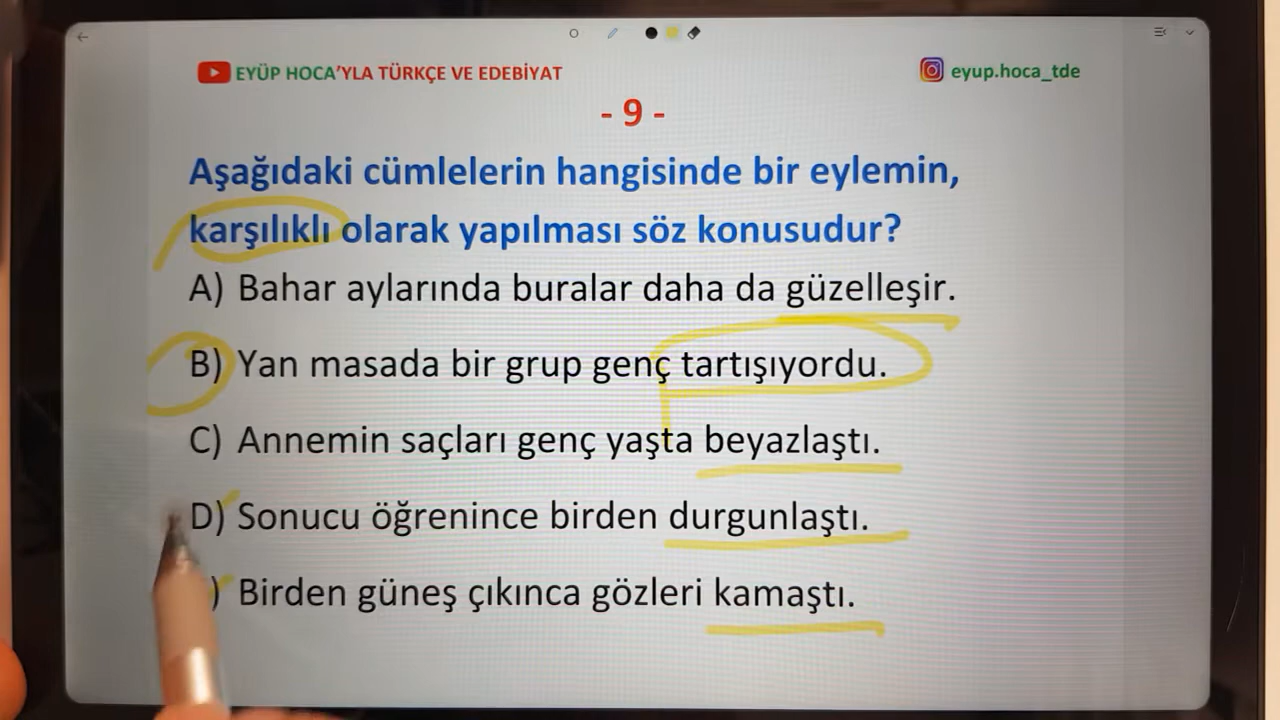 EYÜP HOCA'YLA TÜRKÇE VE EDEBİYAT
eyup.hoca_tde
- 9 -
Aşağıdaki cümlelerin hangisinde bir eylemin,
karşılıklı olarak yapılması söz konusudur?
A) Bahar aylarında buralar daha da güzelleşir.
B) Yan masada bir grup genç tartışıyordu.
C) Annemin saçları genç yaşta beyazlaştı.
D) Sonucu öğrenince birden durgunlaştı.
) Birden güneş çıkınca gözleri kamaştı.